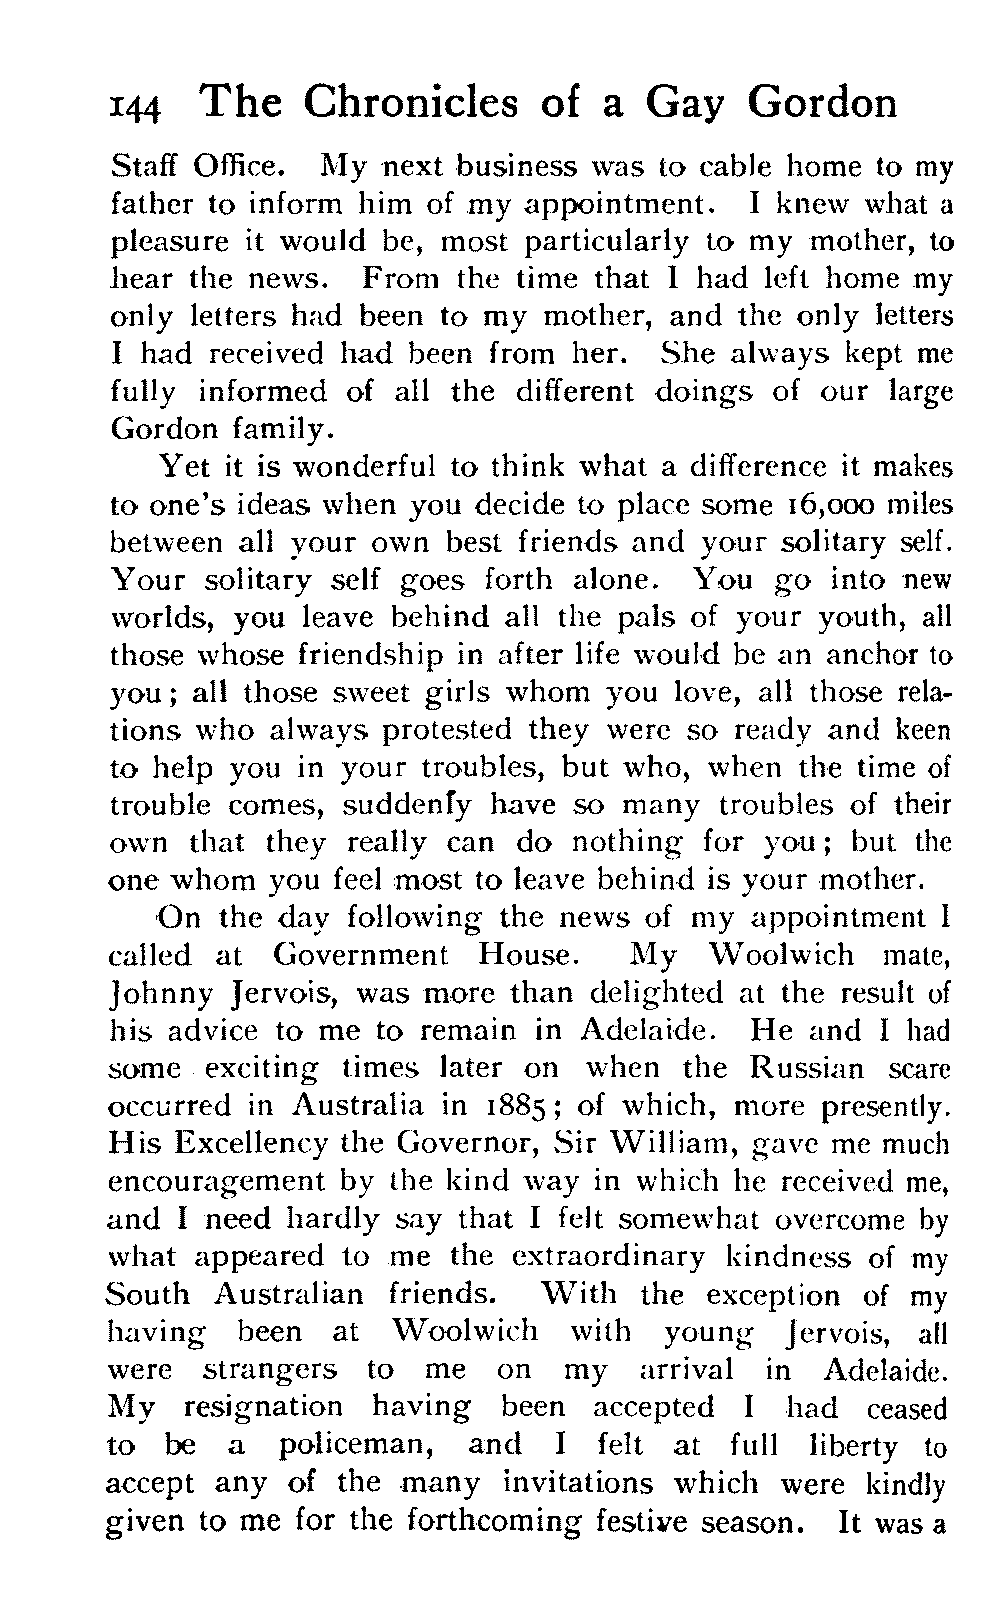 144 The Chronicles of a Gay Gordon
Staff Office. My next business was to cable home to my
father to inform him of my appointment. I knew what a
pleasure it would be, most particularly to my mother, to
hear the news. From the time that I had left home my
only letters had been to my mother, and the only letters
I had received had been from her. She always kept me
fully informed of all the different doings of our large
Gordon family.
Yet it is wonderful to think what a difference it makes
to one's ideas when you decide to place some 16,000 miles
between all your own best friends and your solitary self.
Your solitary self goes forth alone. You go into new
worlds, you leave behind all the pals of your youth, all
those whose friendship in after life would be an anchor to
you; all those sweet girls whom you love, all those rela-
tions who always protested they were so ready and keen
to help you in your troubles, but who, when the time of
trouble comes, suddenly have so many troubles of their
own that they really can do nothing for you; but the
one whom you feel most to leave behind is your mother.
On the day following the news of my appointment I
called at Government House. My Woolwich mate,
Johnny Jervois, was more than delighted at the result of
his advice to me to remain in Adelaide. He and I had
some exciting times later on when the Russian scare
occurred in Australia in 1885; of which, more presently.
His Excellency the Governor, Sir William, gave me much
encouragement by the kind way in which he received me,
and I need hardly say that I felt somewhat overcome by
what appeared to me the extraordinary kindness of my
South Australian friends. With the exception of my
having been at Woolwich with young Jervois, all
were strangers to me on my arrival in Adelaide.
My resignation having been accepted I had ceased
to be a policeman, and I felt at full liberty to
accept any of the many invitations which were kindly
given to me for the forthcoming festive season. It was a